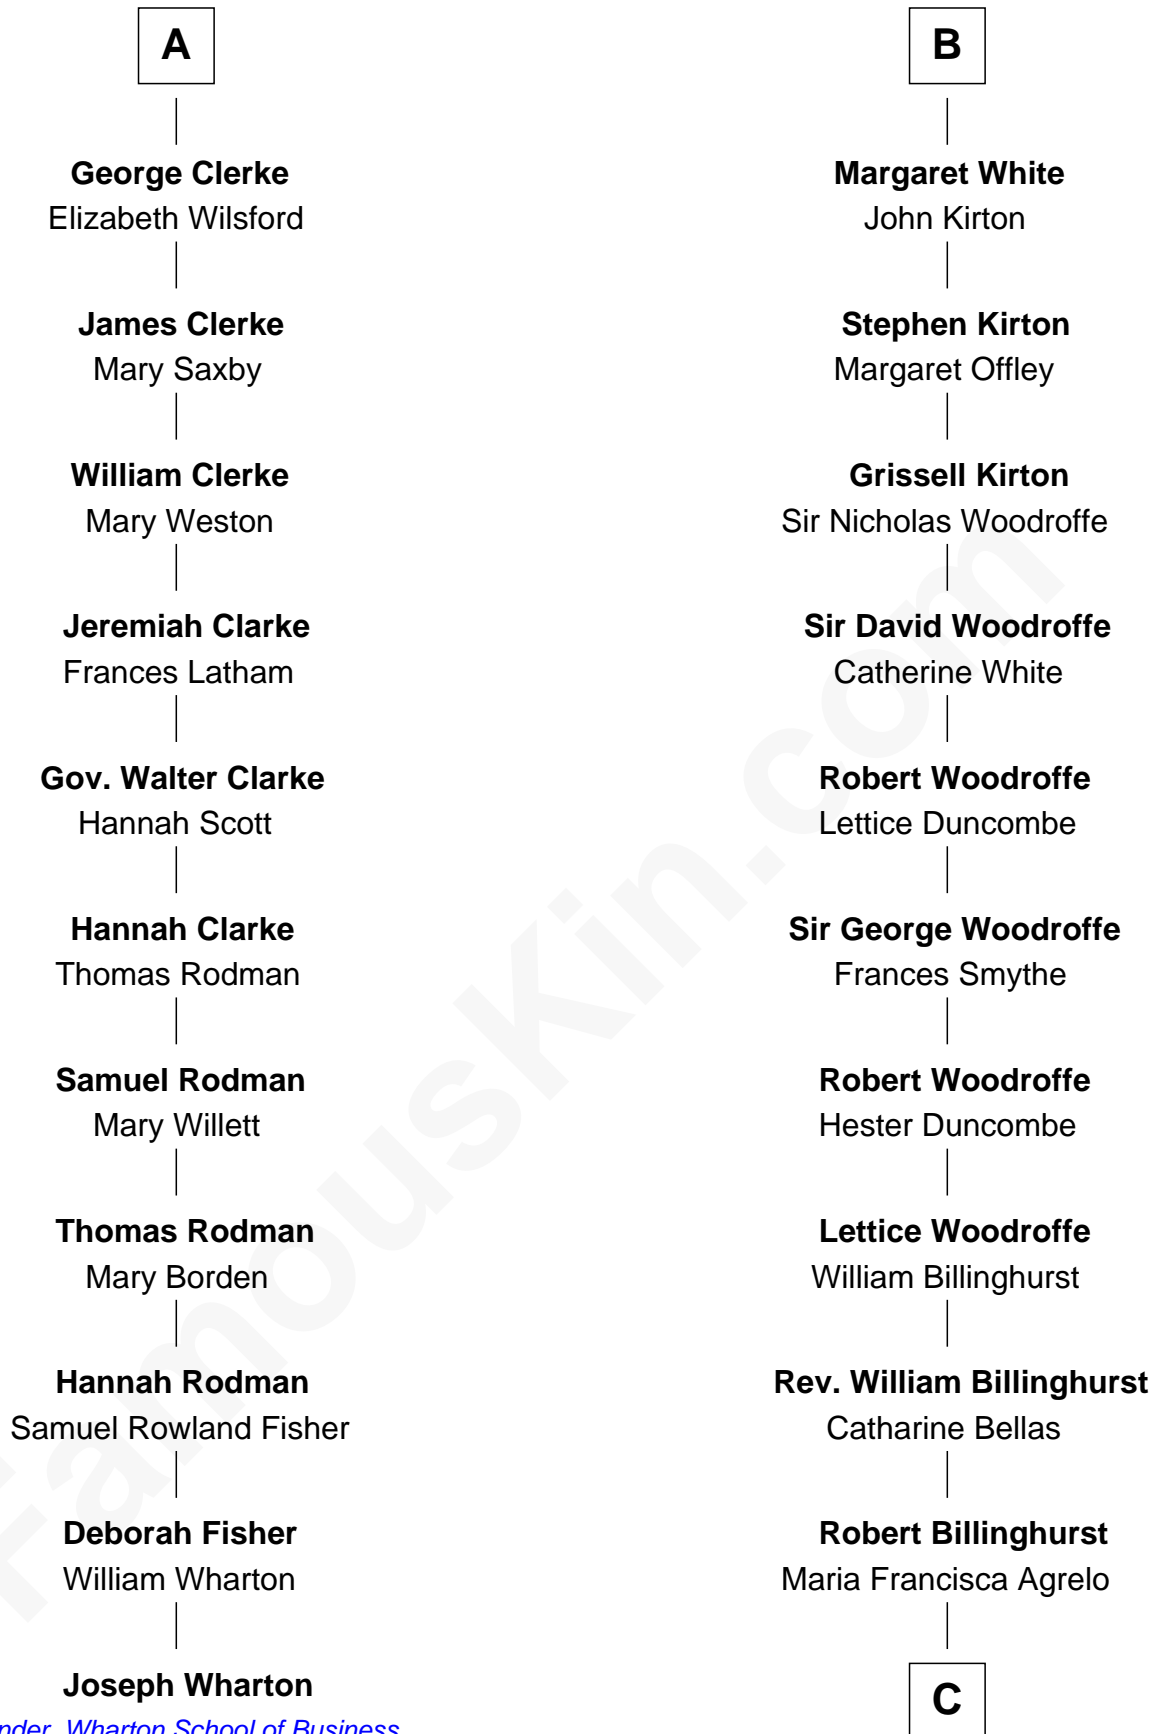 A
George Clerke
Elizabeth Wilsford
James Clerke
Mary Saxby
William Clerke
Mary Weston
Jeremiah Clarke
Frances Latham
Gov. Walter Clarke
Hannah Scott
Hannah Clarke
Thomas Rodman
Samuel Rodman
Mary Willett
Thomas Rodman
Mary Borden
Hannah Rodman
Samuel Rowland Fisher
Deborah Fisher
William Wharton
Joseph Wharton
Wharton School of Business
B
Margaret White
John Kirton
Stephen Kirton
Margaret Offley
Grissell Kirton
Sir Nicholas Woodroffe
Sir David Woodroffe
Catherine White
Robert Woodroffe
Lettice Duncombe
Sir George Woodroffe
Frances Smythe
Robert Woodroffe
Hester Duncombe
Lettice Woodroffe
William Billinghurst
Rev. William Billinghurst
Catharine Bellas
Robert Billinghurst
Maria Francisca Agrelo
C
FamousKin.com